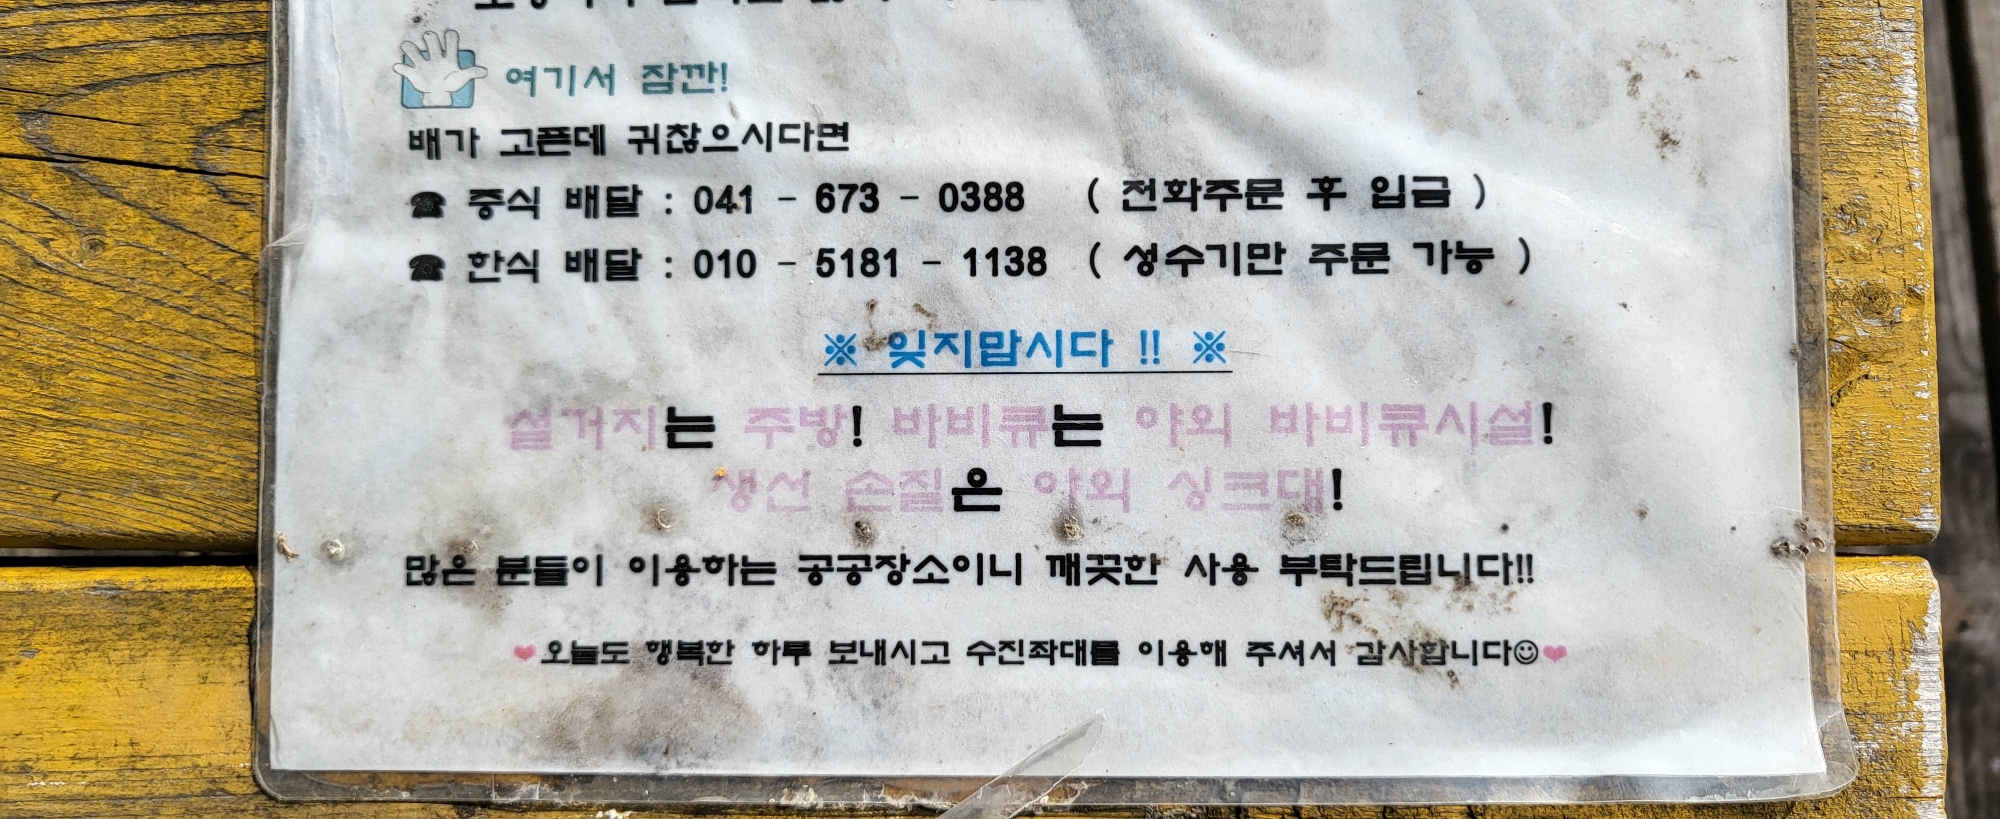 여기서 잠깐!
배가 고픈데 귀찮으시다면
☎ 중식 배달 : 041 - 673 - 0388 ( 전화주문 후 입금 )
☎ 한식 배달 : 010 - 5181 - 1138 ( 성수기만 주문 가능 )
※ 잊지맙시다 !! ※
설거지는 주방! 바비큐는 야외 바비큐시설!
생선 손질은 야외 싱크대!
많은 분들이 이용하는 공공장소이니 깨끗한 사용 부탁드립니다!!
❤오늘도 행복한 하루 보내시고 수진좌대를 이용해 주셔서 감사합니다☺❤